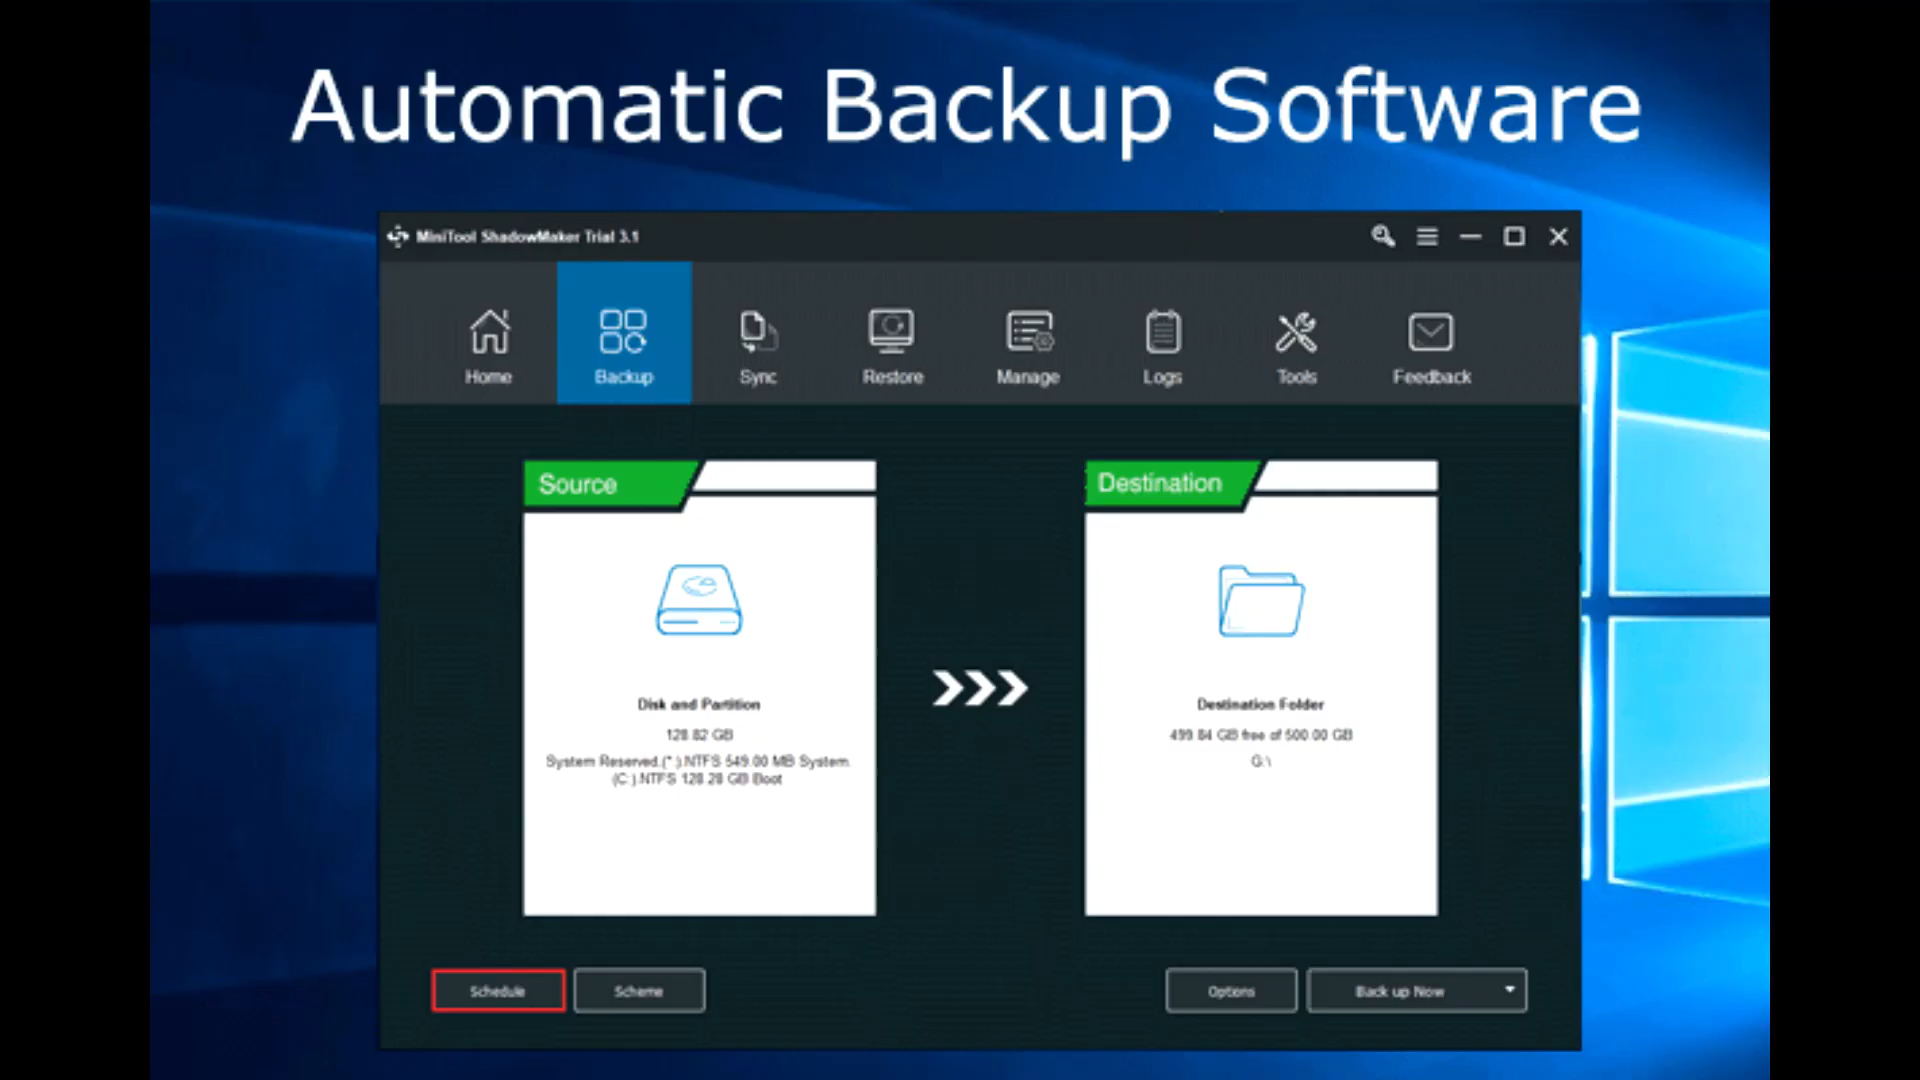 Automatic Backup Software
MiniTool ShadowMaker Trial 3.1
Home
Backup
Sync
Restore
Manage
Logs
Tools
Feedback
Source
Destination
Disk and Partition
128.82 GB
System Reserved.(*:).NTFS 549.00 MB System.
(C:).NTFS 128.28 GB Boot
Destination Folder
499.84 GB free of 500.00 GB
G:\
Schedule
Scheme
Options
Back up Now